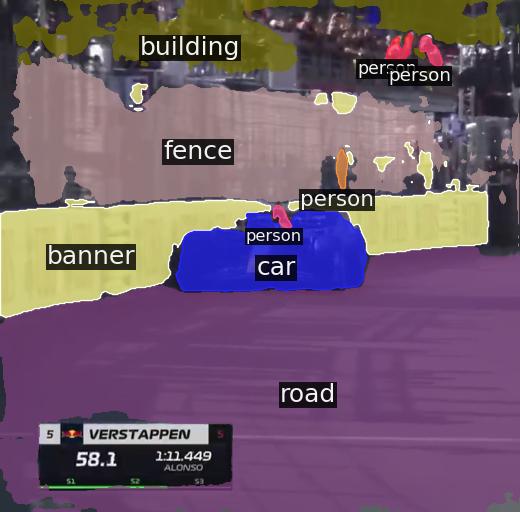 building
person
person
fence
person
person
banner
car
road
5 VERSTAPPEN 5
58.1 1:11.449
ALONSO
S1 S2 S3